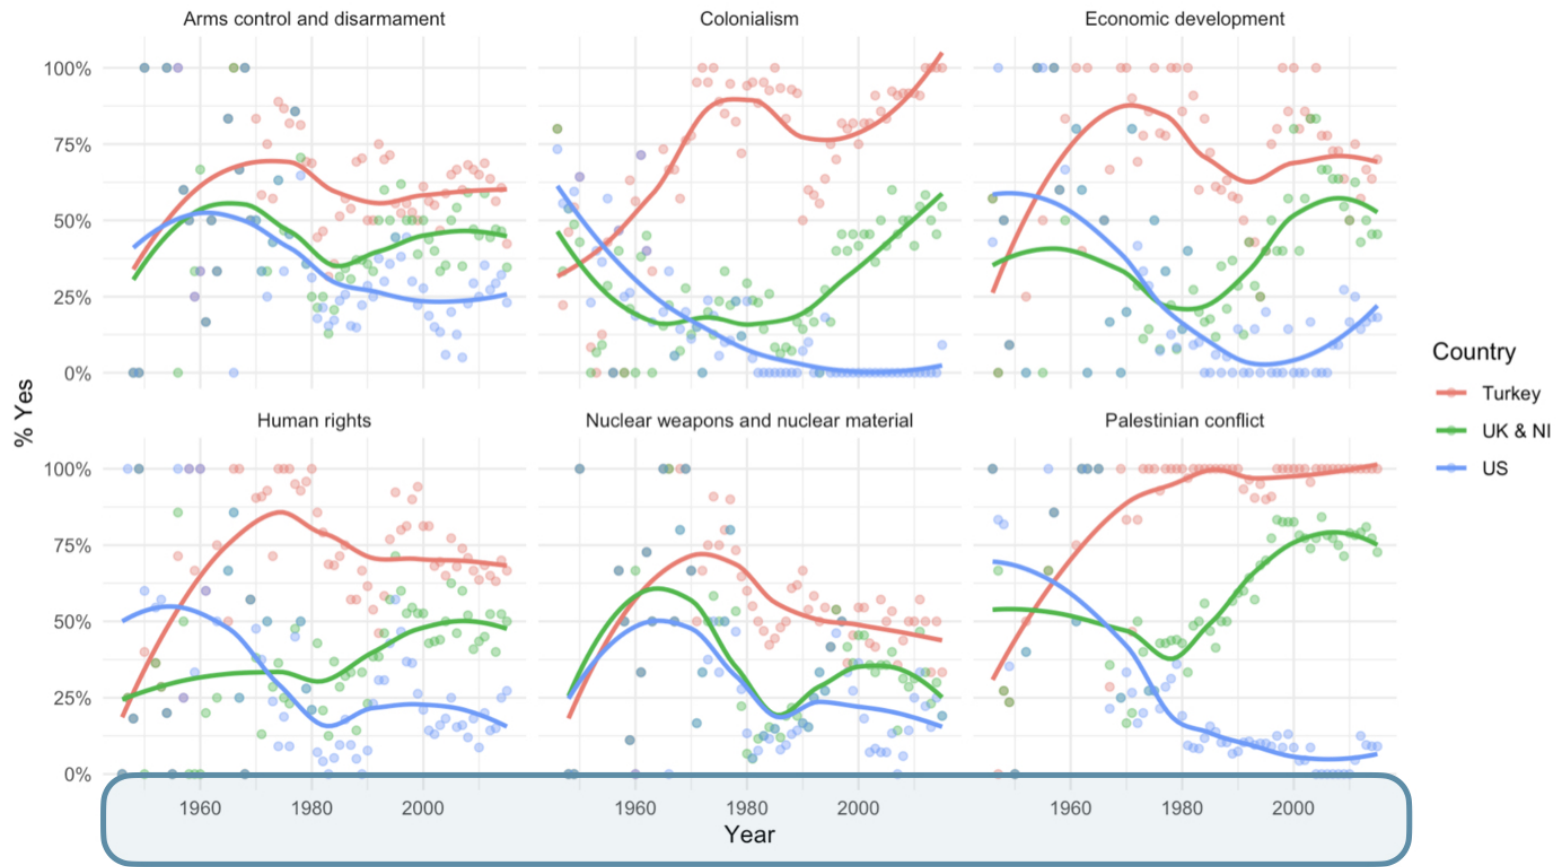 Arms control and disarmament
Colonialism
Economic development
100%
75%
50%
25%
0%
Human rights
Nuclear weapons and nuclear material
Palestinian conflict
100%
75%
50%
25%
0%
% Yes
1960 1980 2000
1960 1980 2000
1960 1980 2000
Year
Country
Turkey
UK & NI
US